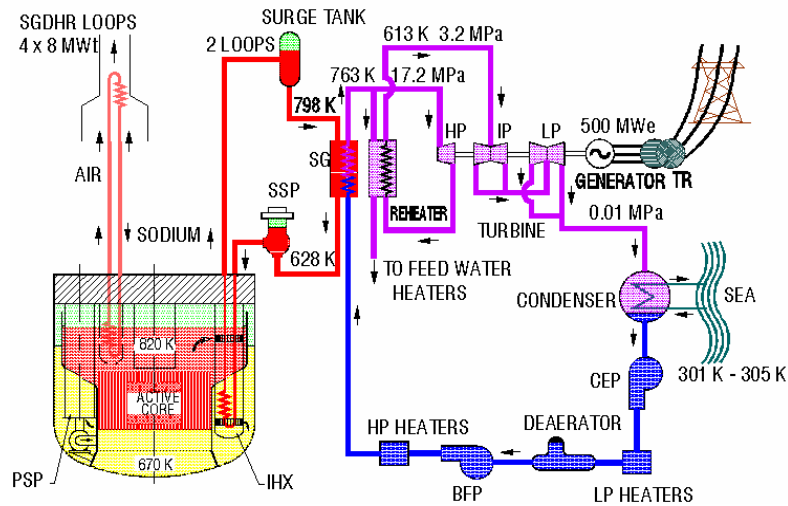 SGDHR LOOPS
4 x 8 MWt
SURGE TANK
2 LOOPS
613 K 3.2 MPa
763 K 17.2 MPa
798 K
HP
IP
LP
500 MWe
SG
GENERATOR TR
AIR
SSP
REHEATER
TURBINE
0.01 MPa
SODIUM
628 K
TO FEED WATER
HEATERS
CONDENSER
SEA
820 K
301 K - 305 K
CEP
ACTIVE
CORE
DEAERATOR
HP HEATERS
PSP
670 K
IHX
BFP
LP HEATERS